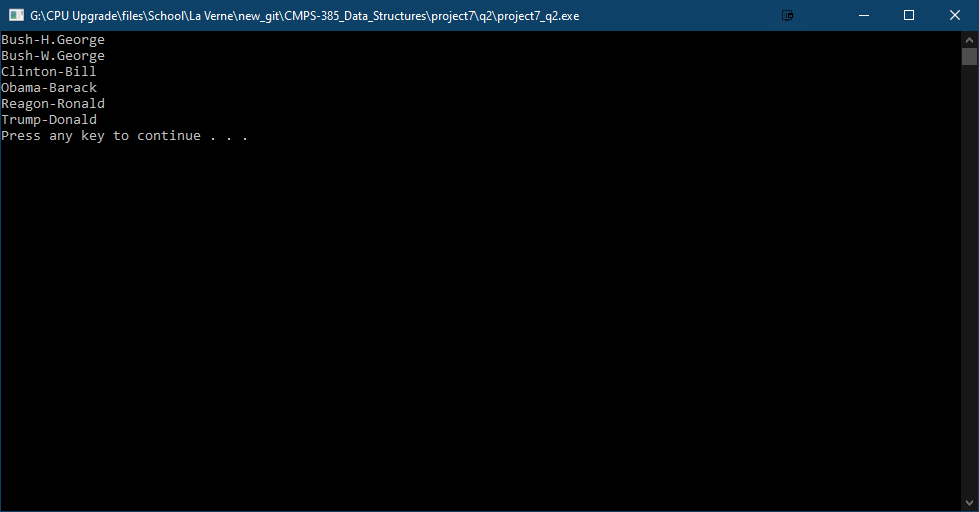 G:\CPU Upgrade\files\School\La Verne\new_git\CMPS-385_Data_Structures\project7\q2\project7_q2.exe
Bush-H.George
Bush-W.George
Clinton-Bill
Obama-Barack
Reagon-Ronald
Trump-Donald
Press any key to continue . . .